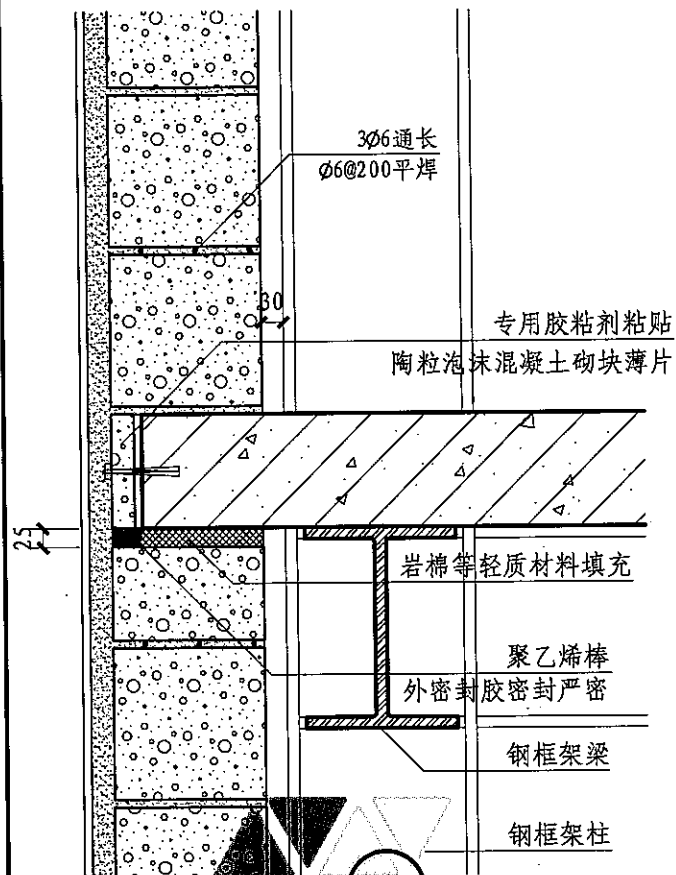 3Ø6通长
Ø6@200平焊
30
专用胶粘剂粘贴
陶粒泡沫混凝土砌块薄片
25
岩棉等轻质材料填充
聚乙烯棒
外密封胶密封严密
钢框架梁
钢框架柱